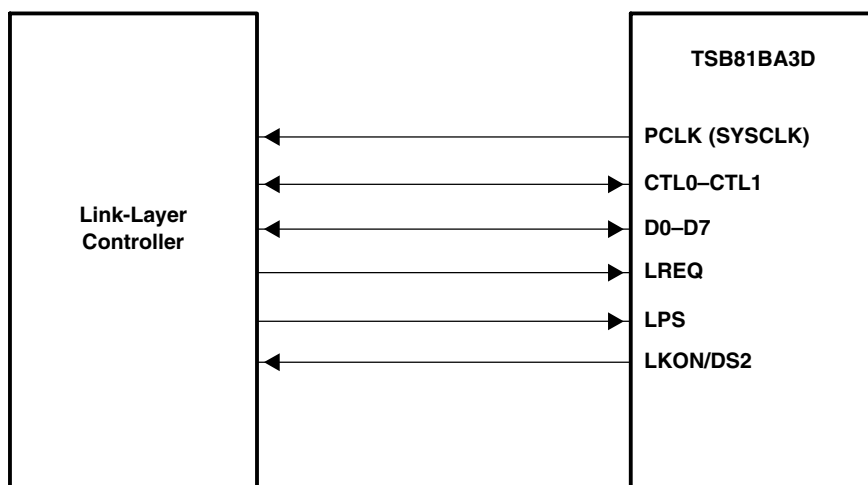 TSB81BA3D
PCLK (SYSCLK)
CTL0–CTL1
Link-Layer
Controller
D0–D7
LREQ
LPS
LKON/DS2